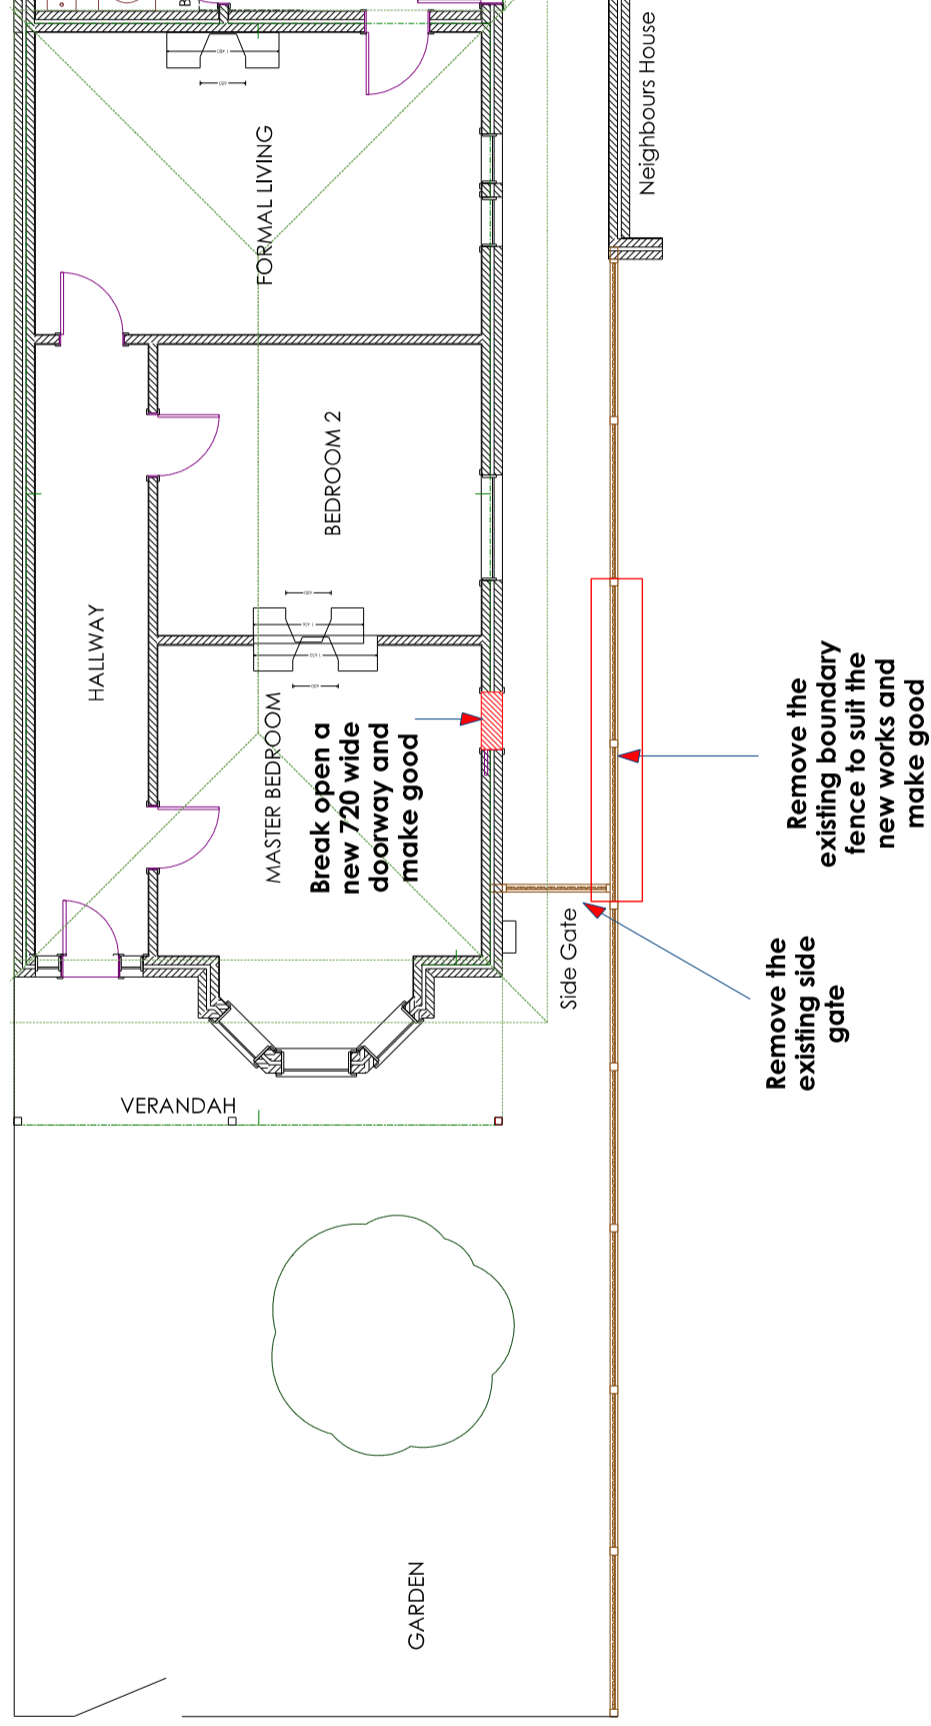 B
FORMAL LIVING
Neighbours House
BEDROOM 2
HALLWAY
MASTER BEDROOM
Break open a
new 720 wide
doorway and
make good
Remove the
existing boundary
fence to suit the
new works and
make good
Side Gate
Remove the
existing side
gate
VERANDAH
GARDEN